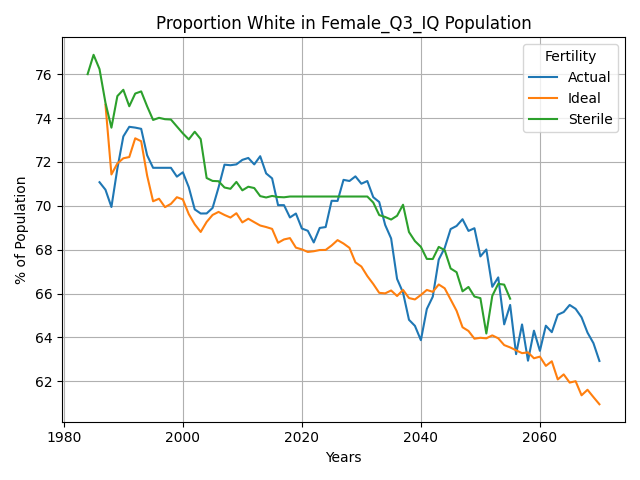 Proportion White in Female_Q3_IQ Population
% of Population
76
74
72
70
68
66
64
62
1980
2000
2020
2040
2060
Years
Fertility
Actual
Ideal
Sterile